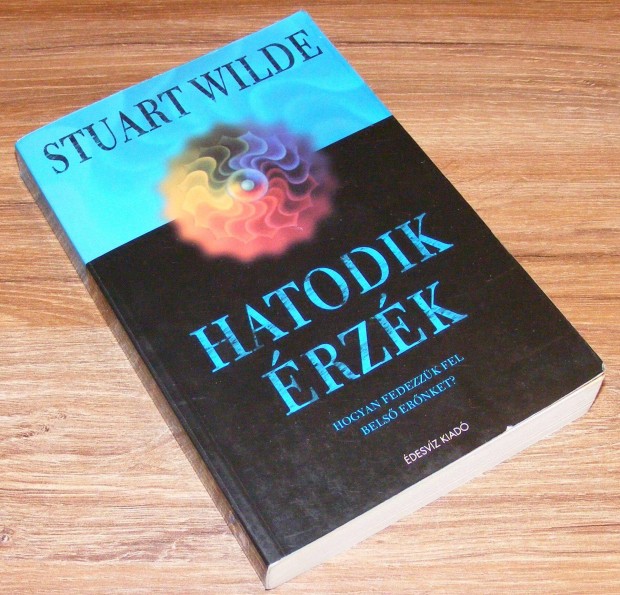 STUART WILDE
HATODIK
ÉRZÉK
HOGYAN FEDEZZÜK FEL
BELSŐ ERŐNKET?
ÉDESVÍZ KIADÓ